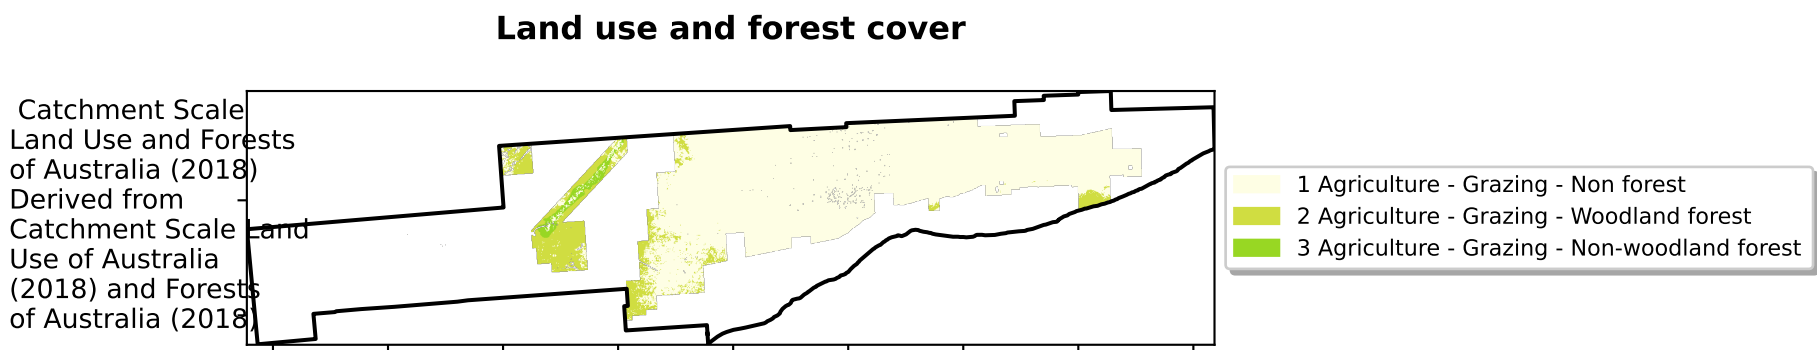 Land use and forest cover
Catchment Scale
Land Use and Forests
of Australia (2018)
Derived from
Catchment Scale Land
Use of Australia
(2018) and Forests
of Australia (2018)
1 Agriculture - Grazing - Non forest
2 Agriculture - Grazing - Woodland forest
3 Agriculture - Grazing - Non-woodland forest